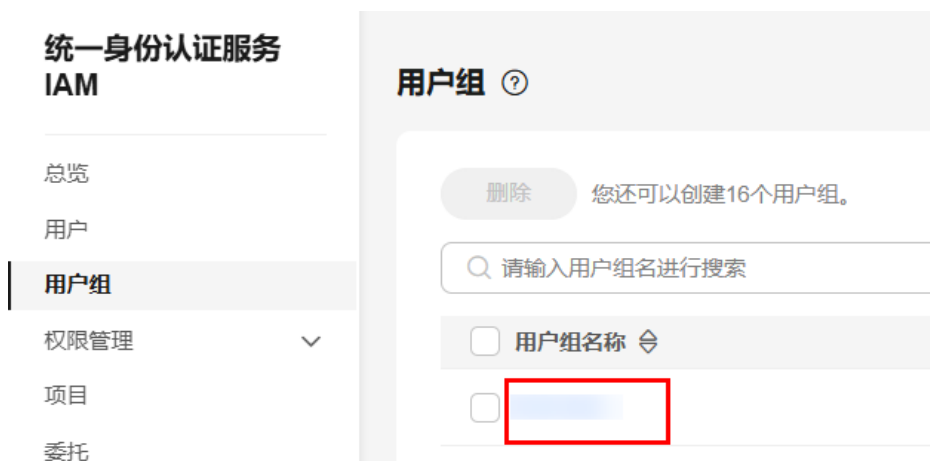 统一身份认证服务
IAM
总览
用户
用户组
权限管理
项目
委托
用户组 ?
删除
您还可以创建16个用户组。
请输入用户组名进行搜索
用户组名称